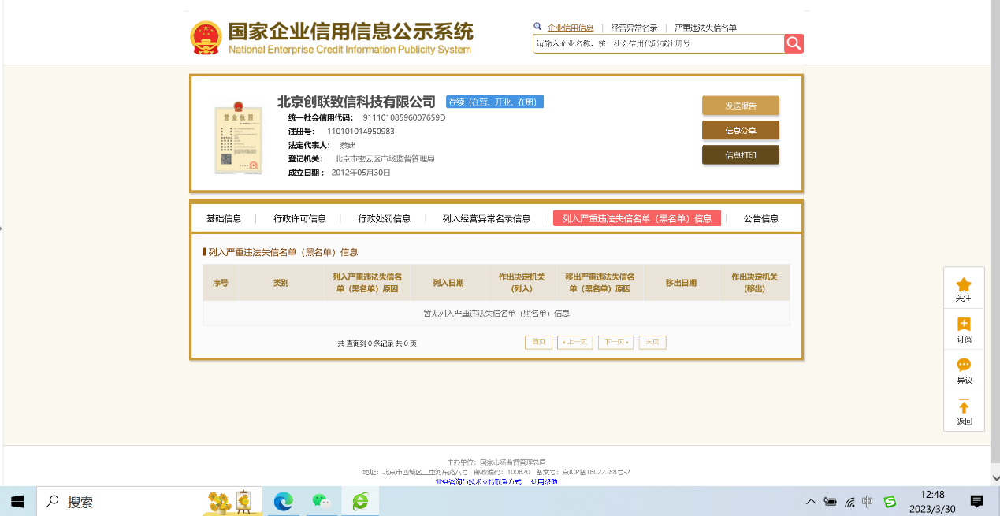 国家企业信用信息公示系统
National Enterprise Credit Information Publicity System
企业信用信息 | 经营异常名录 | 严重违法失信名单
请输入企业名称、统一社会信用代码或注册号
营业执照
北京创联致信科技有限公司 存续（在营、开业、在册）
统一社会信用代码： 91110108596007659D
注册号： 110101014950983
法定代表人： 蔡建
登记机关： 北京市密云区市场监督管理局
成立日期： 2012年05月30日
发送报告
信息分享
信息打印
基础信息 | 行政许可信息 | 行政处罚信息 | 列入经营异常名录信息 | 列入严重违法失信名单（黑名单）信息 | 公告信息
列入严重违法失信名单（黑名单）信息
序号 类别 列入严重违法失信名单（黑名单）原因 列入日期 作出决定机关(列入) 移出严重违法失信名单（黑名单）原因 移出日期 作出决定机关(移出)
暂无列入严重违法失信名单（黑名单）信息
共 查询到 0 条记录 共 0 页 首页 上一页 下一页 末页
关注
订阅
异议
返回
主办单位：国家市场监督管理总局
地址：北京市西城区三里河东路八号 邮政编码：100820 备案号：京ICP备18022388号-2
业务咨询与技术支持联系方式 使用帮助
搜索
中
12:48
2023/3/30